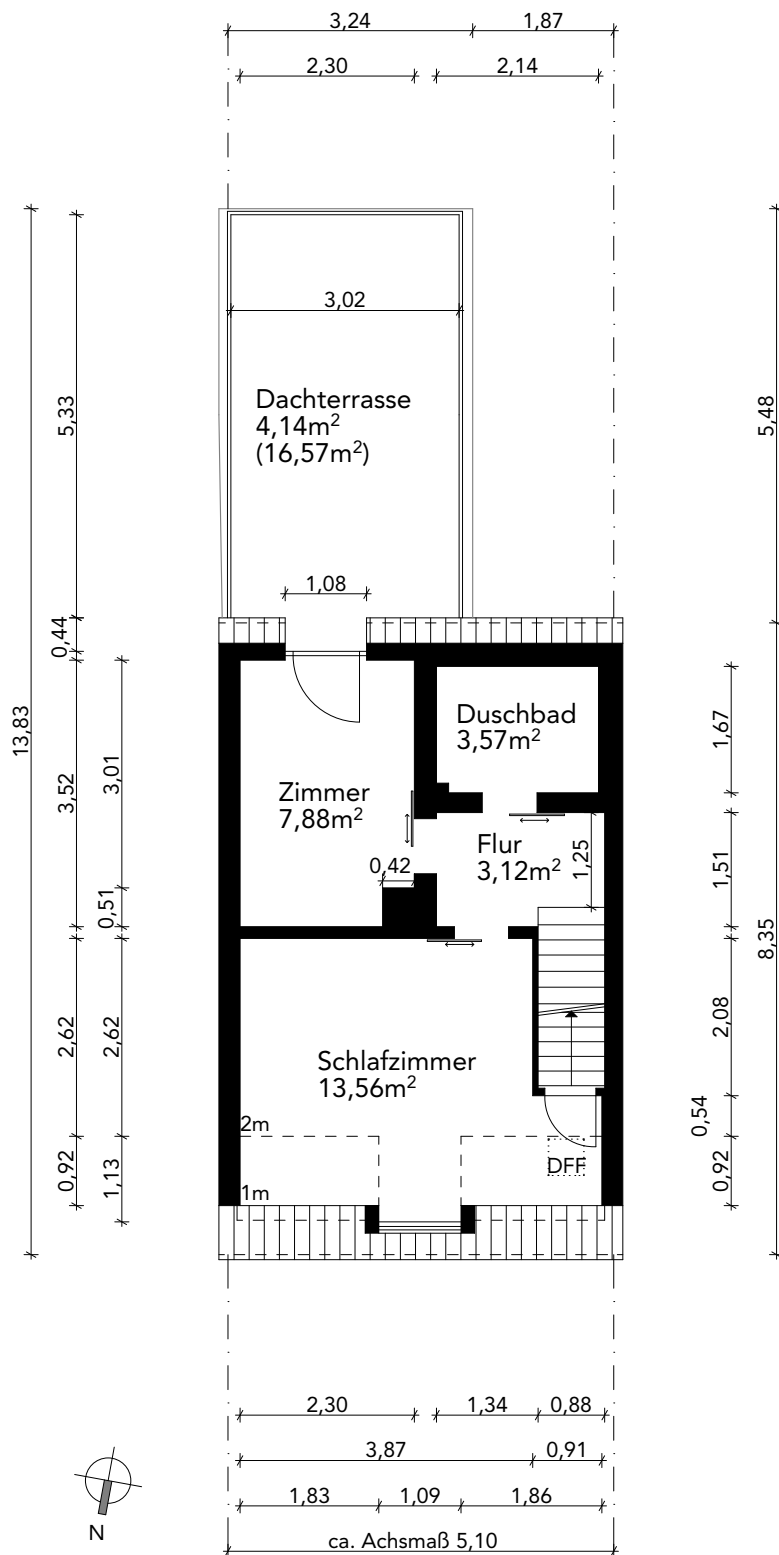 3,24
1,87
2,30
2,14
3,02
Dachterrasse
4,14m²
(16,57m²)
5,33
5,48
1,08
0,44
13,83
3,52
3,01
0,51
Duschbad
3,57m²
1,67
Zimmer
7,88m²
Flur
3,12m²
0,42
1,25
1,51
8,35
2,62
2,62
2,08
Schlafzimmer
13,56m²
0,54
2m
DFF
0,92
1,13
0,92
1m
2,30
1,34
0,88
3,87
0,91
1,83
1,09
1,86
ca. Achsmaß 5,10
N